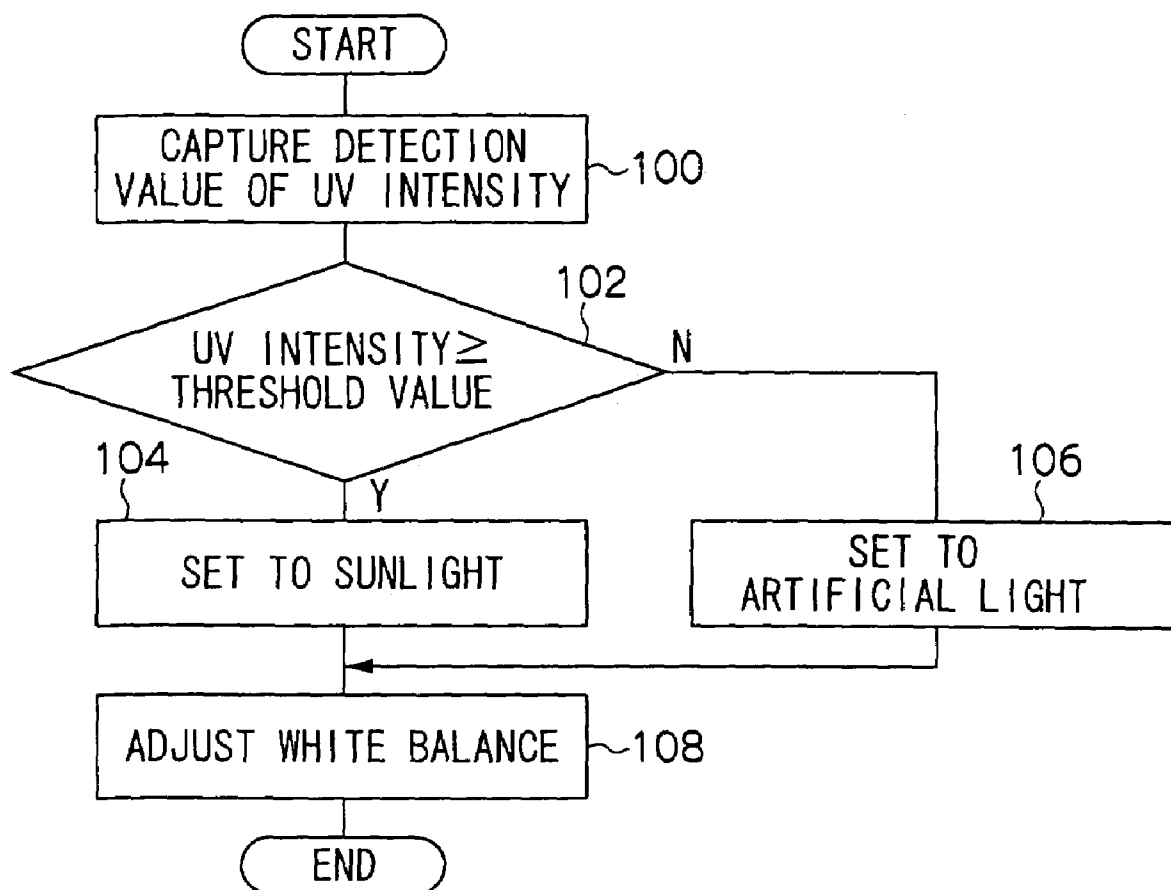 START
CAPTURE DETECTION
VALUE OF UV INTENSITY
100
102
UV INTENSITY≥
THRESHOLD VALUE
N
104
Y
106
SET TO SUNLIGHT
SET TO
ARTIFICIAL LIGHT
ADJUST WHITE BALANCE
108
END